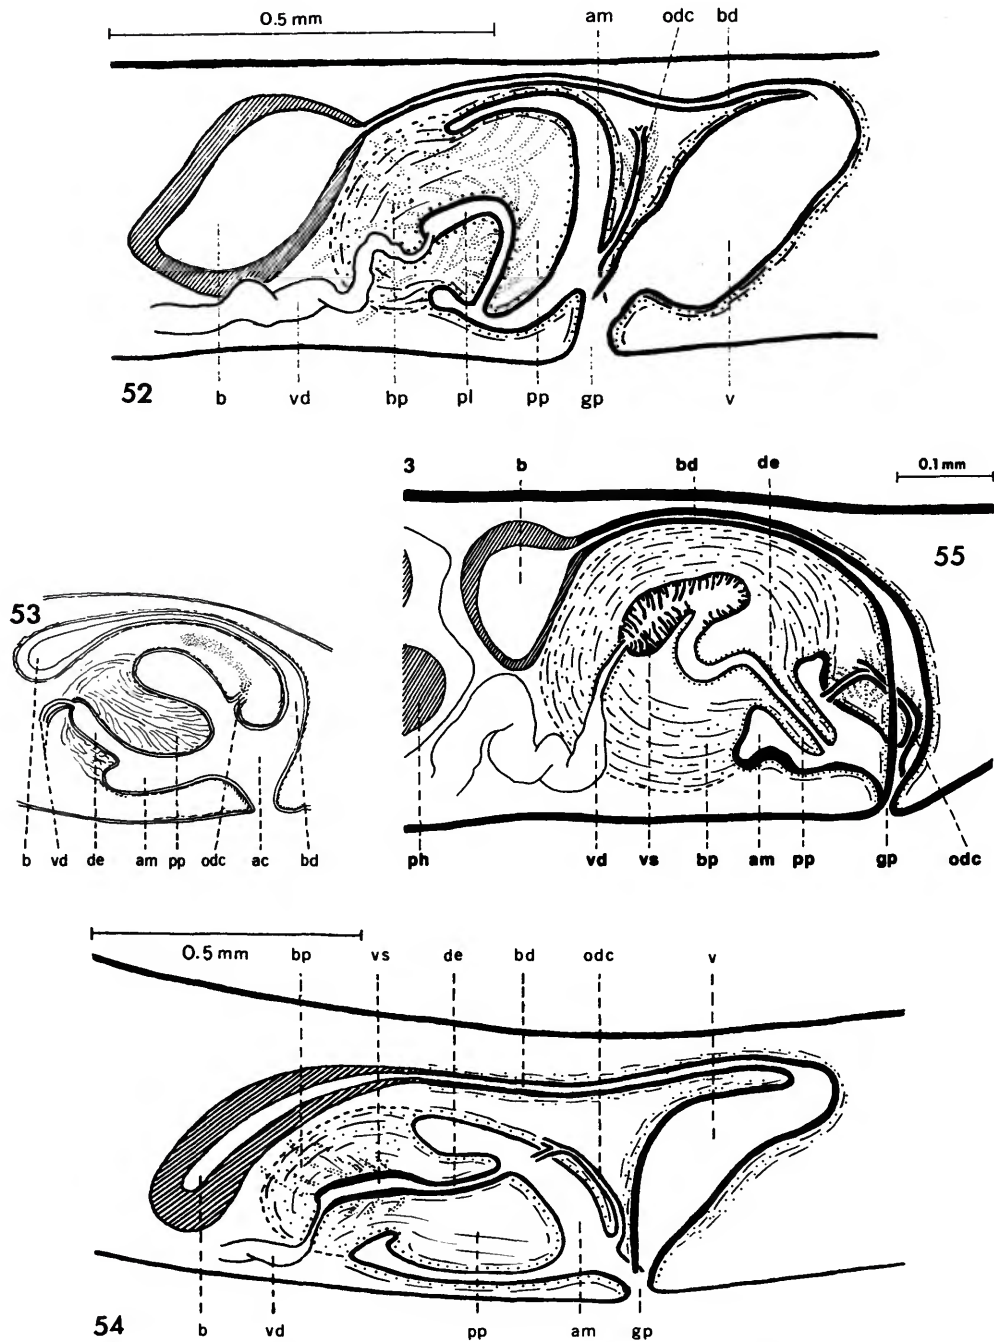 0.5 mm
am odc bd
52
b vd bp pl pp gp v
3 b bd de 0.1 mm
55
53
b vd de am pp odc ac bd
ph vd vs bp am pp gp odc
0.5 mm
bp vs de bd odc v
54
b vd pp am gp